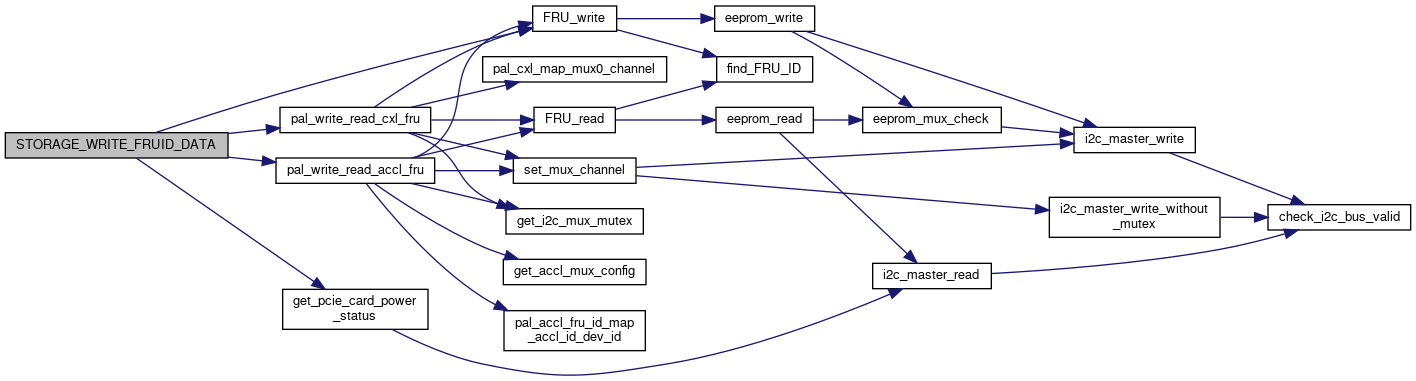 STORAGE_WRITE_FRUID_DATA
pal_write_read_cxl_fru
pal_write_read_accl_fru
get_pcie_card_power
_status
FRU_write
pal_cxl_map_mux0_channel
FRU_read
set_mux_channel
get_i2c_mux_mutex
get_accl_mux_config
pal_accl_fru_id_map
_accl_id_dev_id
eeprom_write
find_FRU_ID
eeprom_read
eeprom_mux_check
i2c_master_read
i2c_master_write
i2c_master_write_without
_mutex
check_i2c_bus_valid